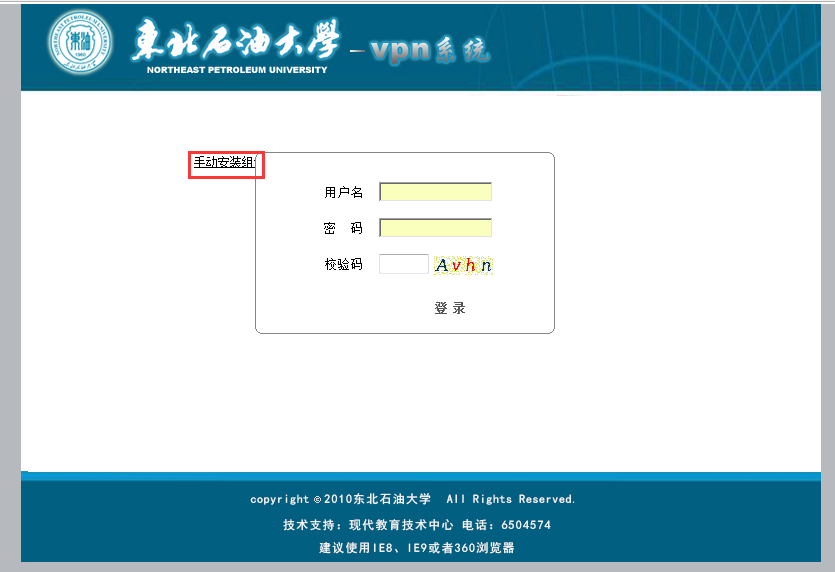 東北石油大學 –vpn系统
NORTHEAST PETROLEUM UNIVERSITY
手动安装组
用户名
密 码
校验码 Avhn
登 录
copyright ©2010东北石油大学 All Rights Reserved.
技术支持：现代教育技术中心 电话：6504574
建议使用IE8、IE9或者360浏览器